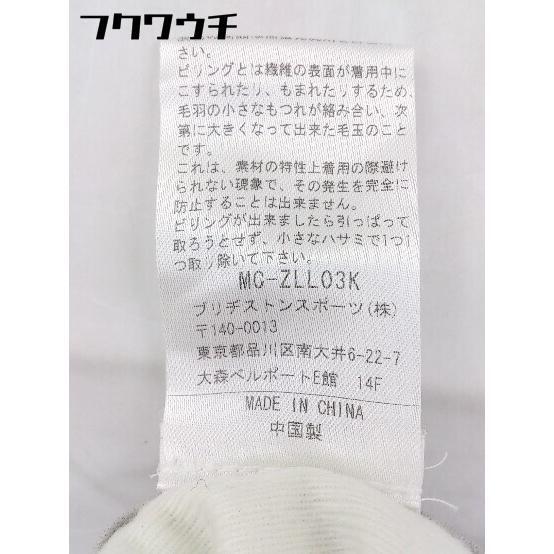 フクワウチ
さい。
ピリングとは繊維の表面が着用中に
こすられたり、もまれたりするため、
毛羽の小さなもつれが絡み合い、次
第に大きくなって出来た毛玉のこと
です。
これは、素材の特性上着用の際避け
られない現象で、その発生を完全に
防止することは出来ません。
ピリングが出来ましたら引っぱって
取ろうとせず、小さなハサミで1つ1
つ取り除いて下さい。
MC-ZLL03K
ブリヂストンスポーツ(株)
〒140-0013
東京都品川区南大井6-22-7
大森ベルポートE館 14F
MADE IN CHINA
中国製